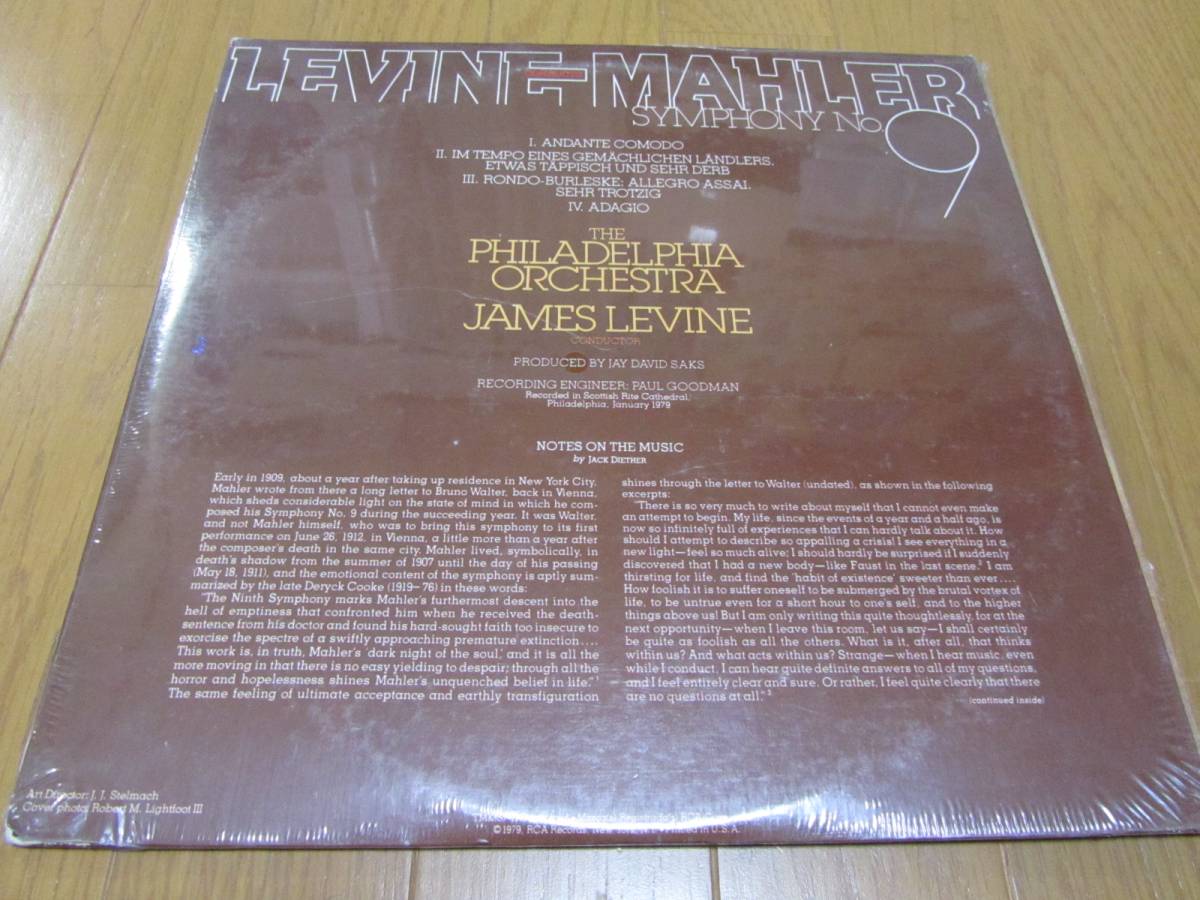 LEVINE–MAHLER
SYMPHONY NO. 9
I. ANDANTE COMODO
II. IM TEMPO EINES GEMÄCHLICHEN LÄNDLERS.
ETWAS TÄPPISCH UND SEHR DERB
III. RONDO-BURLESKE: ALLEGRO ASSAI.
SEHR TROTZIG
IV. ADAGIO
THE
PHILADELPHIA
ORCHESTRA
JAMES LEVINE
CONDUCTOR
PRODUCED BY JAY DAVID SAKS
RECORDING ENGINEER: PAUL GOODMAN
Recorded in Scottish Rite Cathedral,
Philadelphia, January 1979
NOTES ON THE MUSIC
by JACK DIETHER
Early in 1909, about a year after taking up residence in New York City,
Mahler wrote from there a long letter to Bruno Walter, back in Vienna,
which sheds considerable light on the state of mind in which he com-
posed his Symphony No. 9 during the succeeding year. It was Walter,
and not Mahler himself, who was to bring this symphony to its first
performance on June 26, 1912, in Vienna, a little more than a year after
the composer's death in the same city. Mahler lived, symbolically, in
death's shadow from the summer of 1907 until the day of his passing
(May 18, 1911), and the emotional content of the symphony is aptly sum-
marized by the late Deryck Cooke (1919–76) in these words:
"The Ninth Symphony marks Mahler's furthermost descent into the
hell of emptiness that confronted him when he received the death-
sentence from his doctor and found his hard-sought faith too insecure to
exorcise the spectre of a swiftly approaching premature extinction....
This work is, in truth, Mahler's 'dark night of the soul,' and it is all the
more moving in that there is no easy yielding to despair; through all the
horror and hopelessness shines Mahler's unquenched belief in life."¹
The same feeling of ultimate acceptance and earthly transfiguration
shines through the letter to Walter (undated), as shown in the following
excerpts:
"There is so very much to write about myself that I cannot even make
an attempt to begin. My life, since the events of a year and a half ago, is
now so infinitely full of experiences that I can hardly talk about it. How
should I attempt to describe so appalling a crisis! I see everything in a
new light—feel so much alive; I should hardly be surprised if I suddenly
discovered that I had a new body—like Faust in the last scene.² I am
thirsting for life, and find the 'habit of existence' sweeter than ever....
How foolish it is to suffer oneself to be submerged by the brutal vortex of
life, to be untrue even for a short hour to one's self, and to the higher
things above us! But I am only writing this quite thoughtlessly, for at the
next opportunity—when I leave this room, let us say—I shall certainly
be quite as foolish as all the others. What is it, after all, that thinks
within us? And what acts within us? Strange—when I hear music, even
while I conduct, I can hear quite definite answers to all of my questions,
and I feel entirely clear and sure. Or rather, I feel quite clearly that there
are no questions at all."³
(continued inside)
Art Director: J. J. Stelmach
Cover photo: Robert M. Lightfoot III
© 1979, RCA Records, New York, N.Y. Printed in U.S.A.